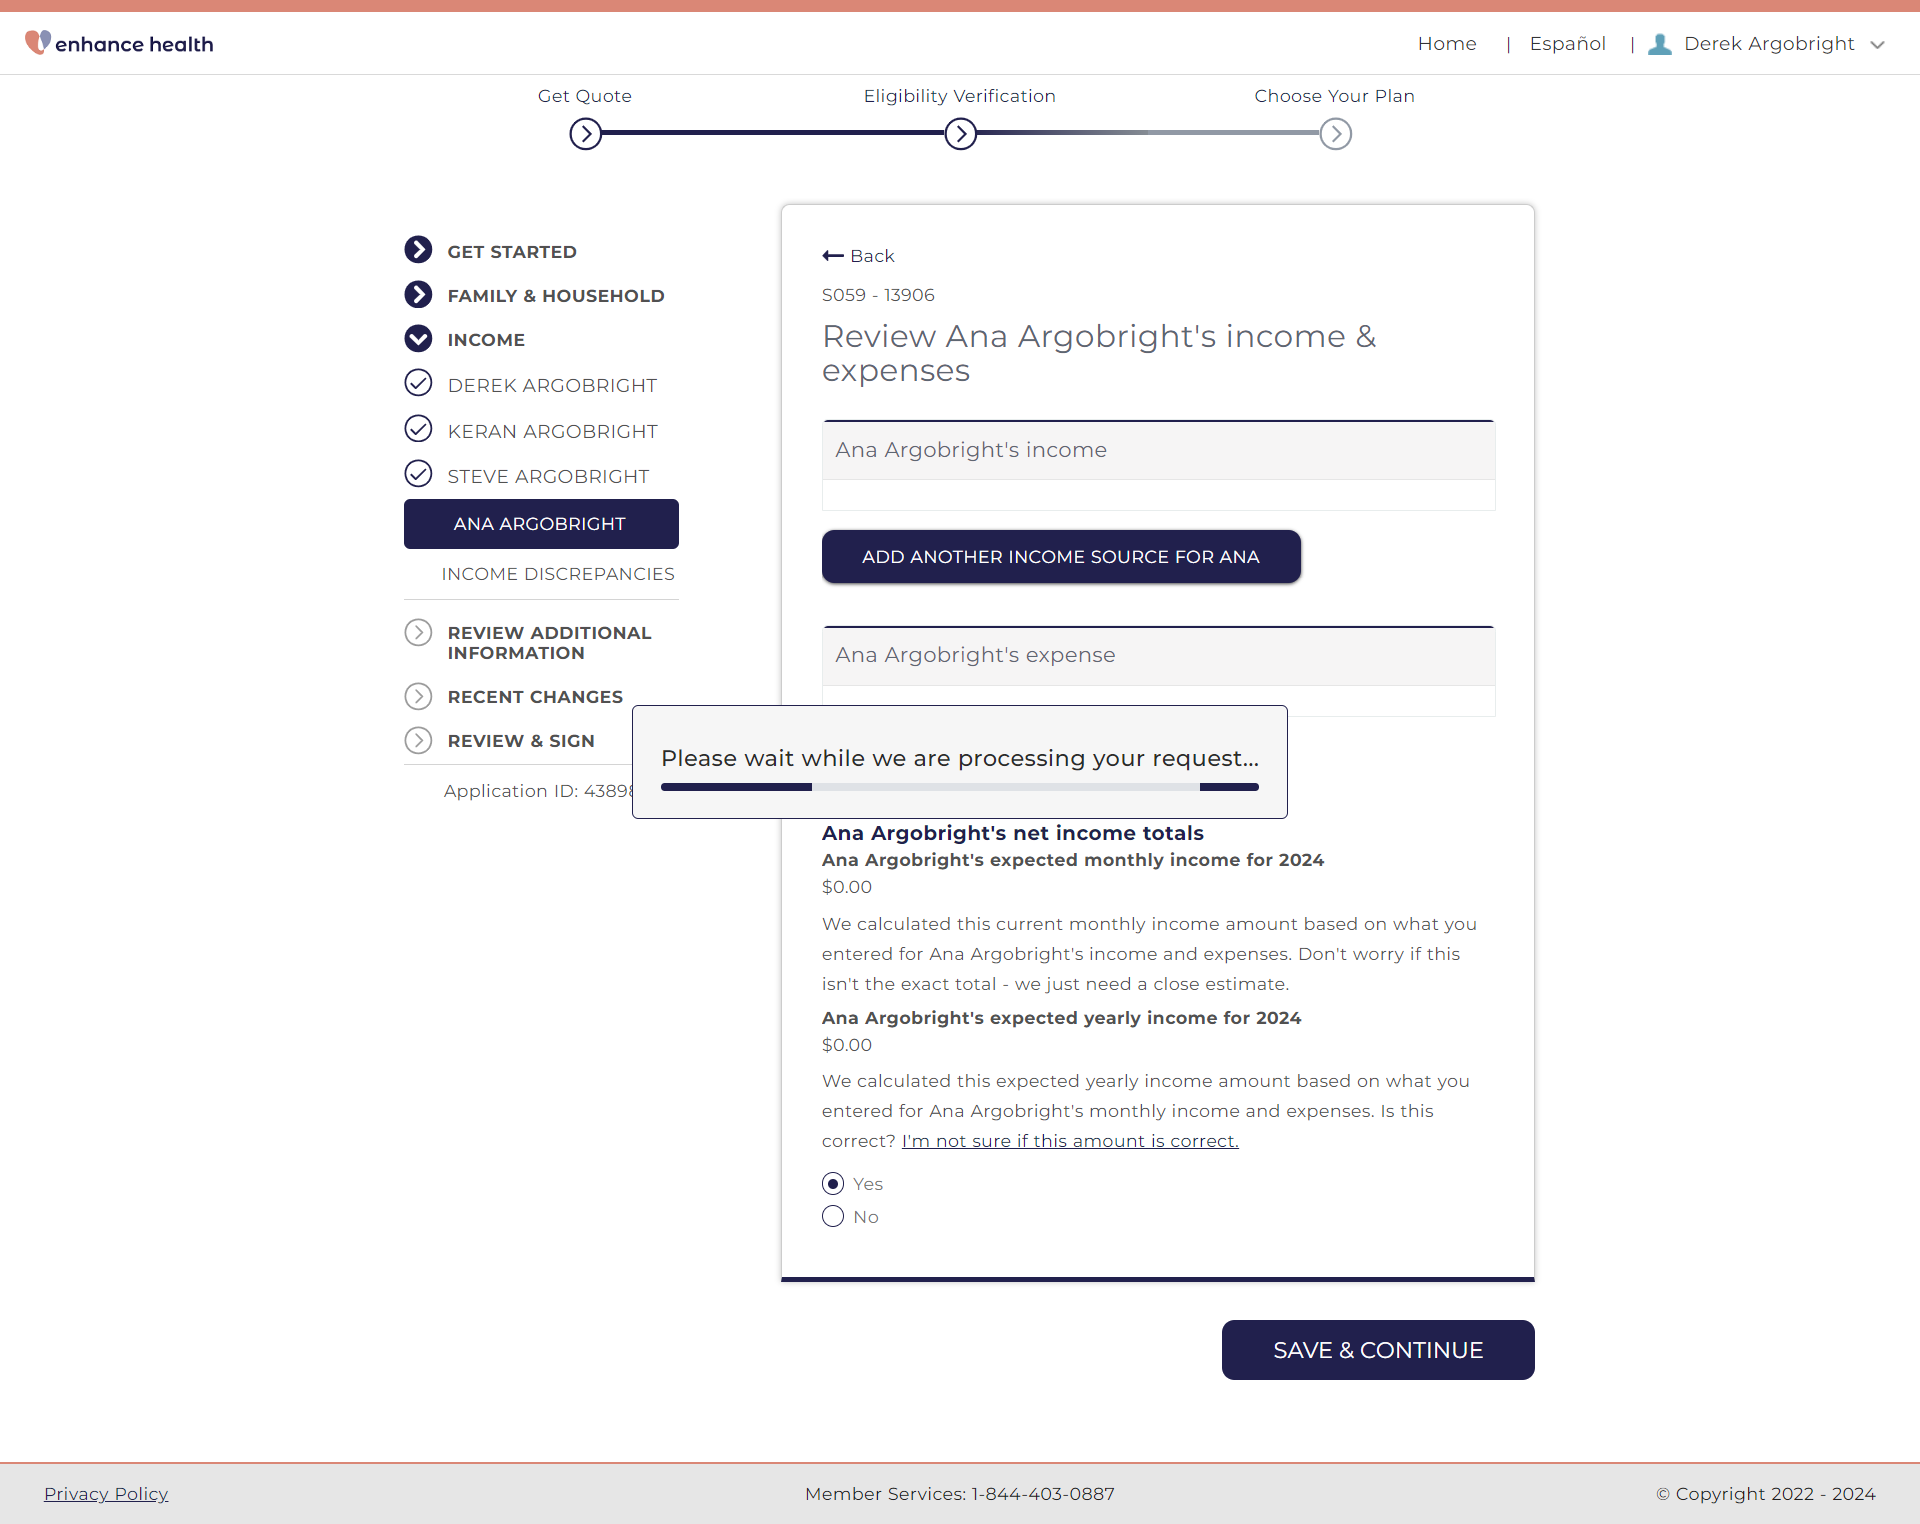 enhance health
Home | Español | Derek Argobright
Get Quote
Eligibility Verification
Choose Your Plan
GET STARTED
FAMILY & HOUSEHOLD
INCOME
DEREK ARGOBRIGHT
KERAN ARGOBRIGHT
STEVE ARGOBRIGHT
ANA ARGOBRIGHT
INCOME DISCREPANCIES
REVIEW ADDITIONAL
INFORMATION
RECENT CHANGES
REVIEW & SIGN
Application ID: 4389
Back
S059 - 13906
Review Ana Argobright's income &
expenses
Ana Argobright's income
ADD ANOTHER INCOME SOURCE FOR ANA
Ana Argobright's expense
Please wait while we are processing your request...
Ana Argobright's net income totals
Ana Argobright's expected monthly income for 2024
$0.00
We calculated this current monthly income amount based on what you
entered for Ana Argobright's income and expenses. Don't worry if this
isn't the exact total - we just need a close estimate.
Ana Argobright's expected yearly income for 2024
$0.00
We calculated this expected yearly income amount based on what you
entered for Ana Argobright's monthly income and expenses. Is this
correct? I'm not sure if this amount is correct.
Yes
No
SAVE & CONTINUE
Privacy Policy
Member Services: 1-844-403-0887
© Copyright 2022 - 2024